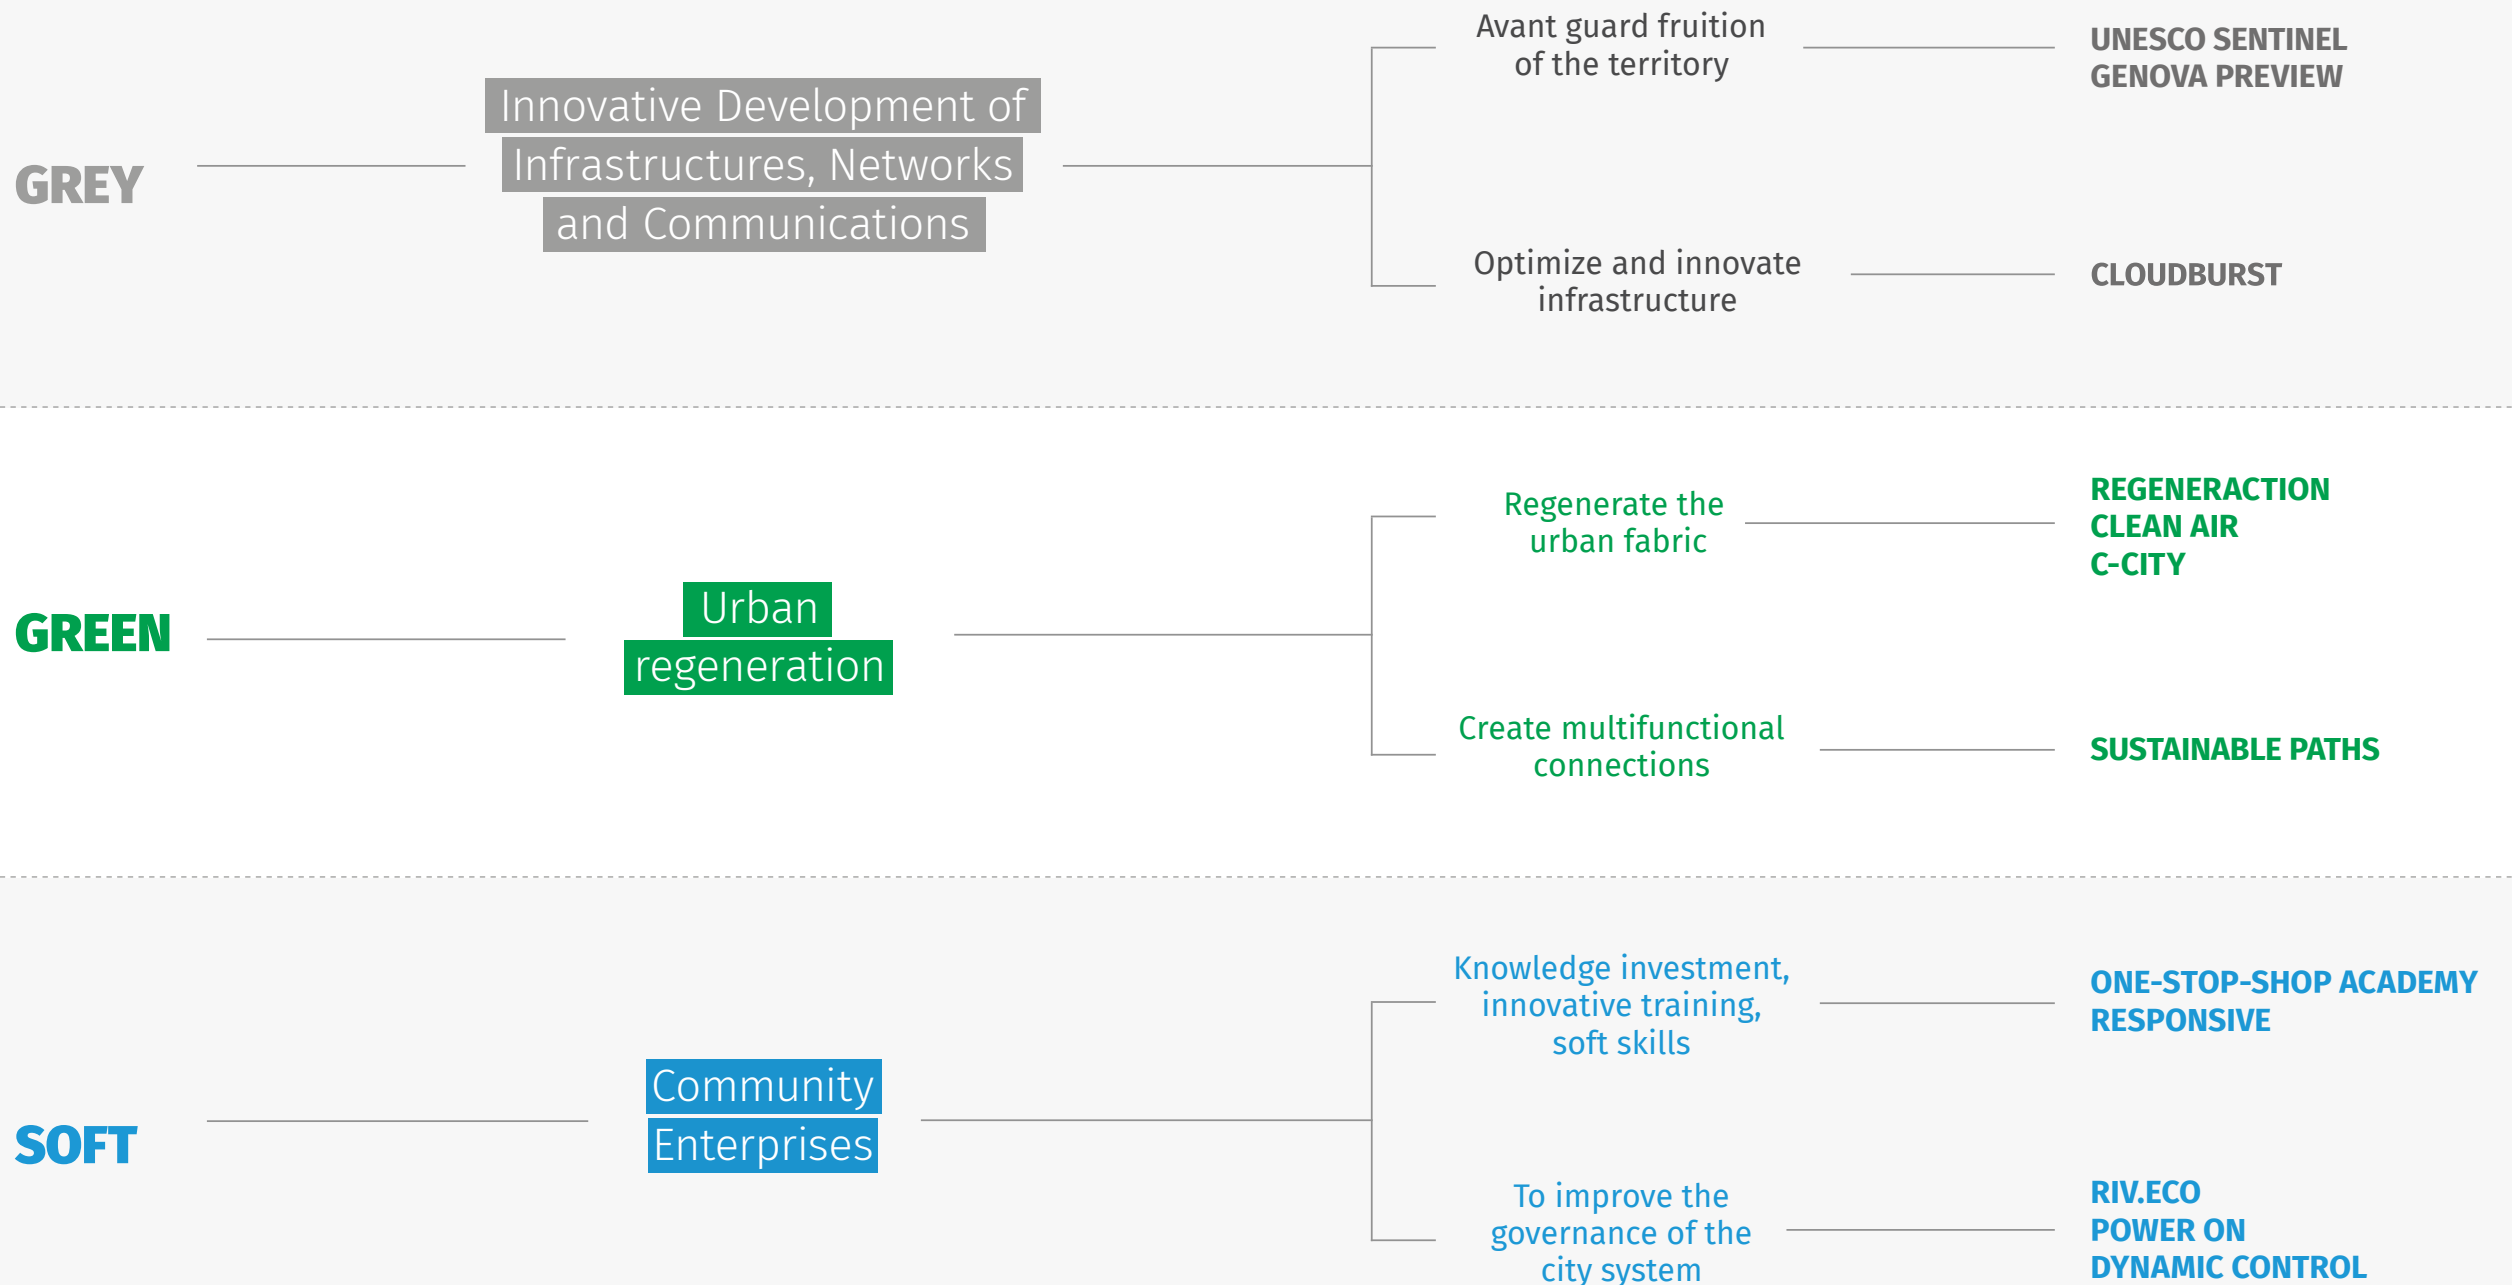 GREY
Innovative Development of
Infrastructures, Networks
and Communications
Avant guard fruition
of the territory
UNESCO SENTINEL
GENOVA PREVIEW
Optimize and innovate
infrastructure
CLOUDBURST
GREEN
Urban
regeneration
Regenerate the
urban fabric
REGENERACTION
CLEAN AIR
C-CITY
Create multifunctional
connections
SUSTAINABLE PATHS
SOFT
Community
Enterprises
Knowledge investment,
innovative training,
soft skills
ONE-STOP-SHOP ACADEMY
RESPONSIVE
To improve the
governance of the
city system
RIV.ECO
POWER ON
DYNAMIC CONTROL